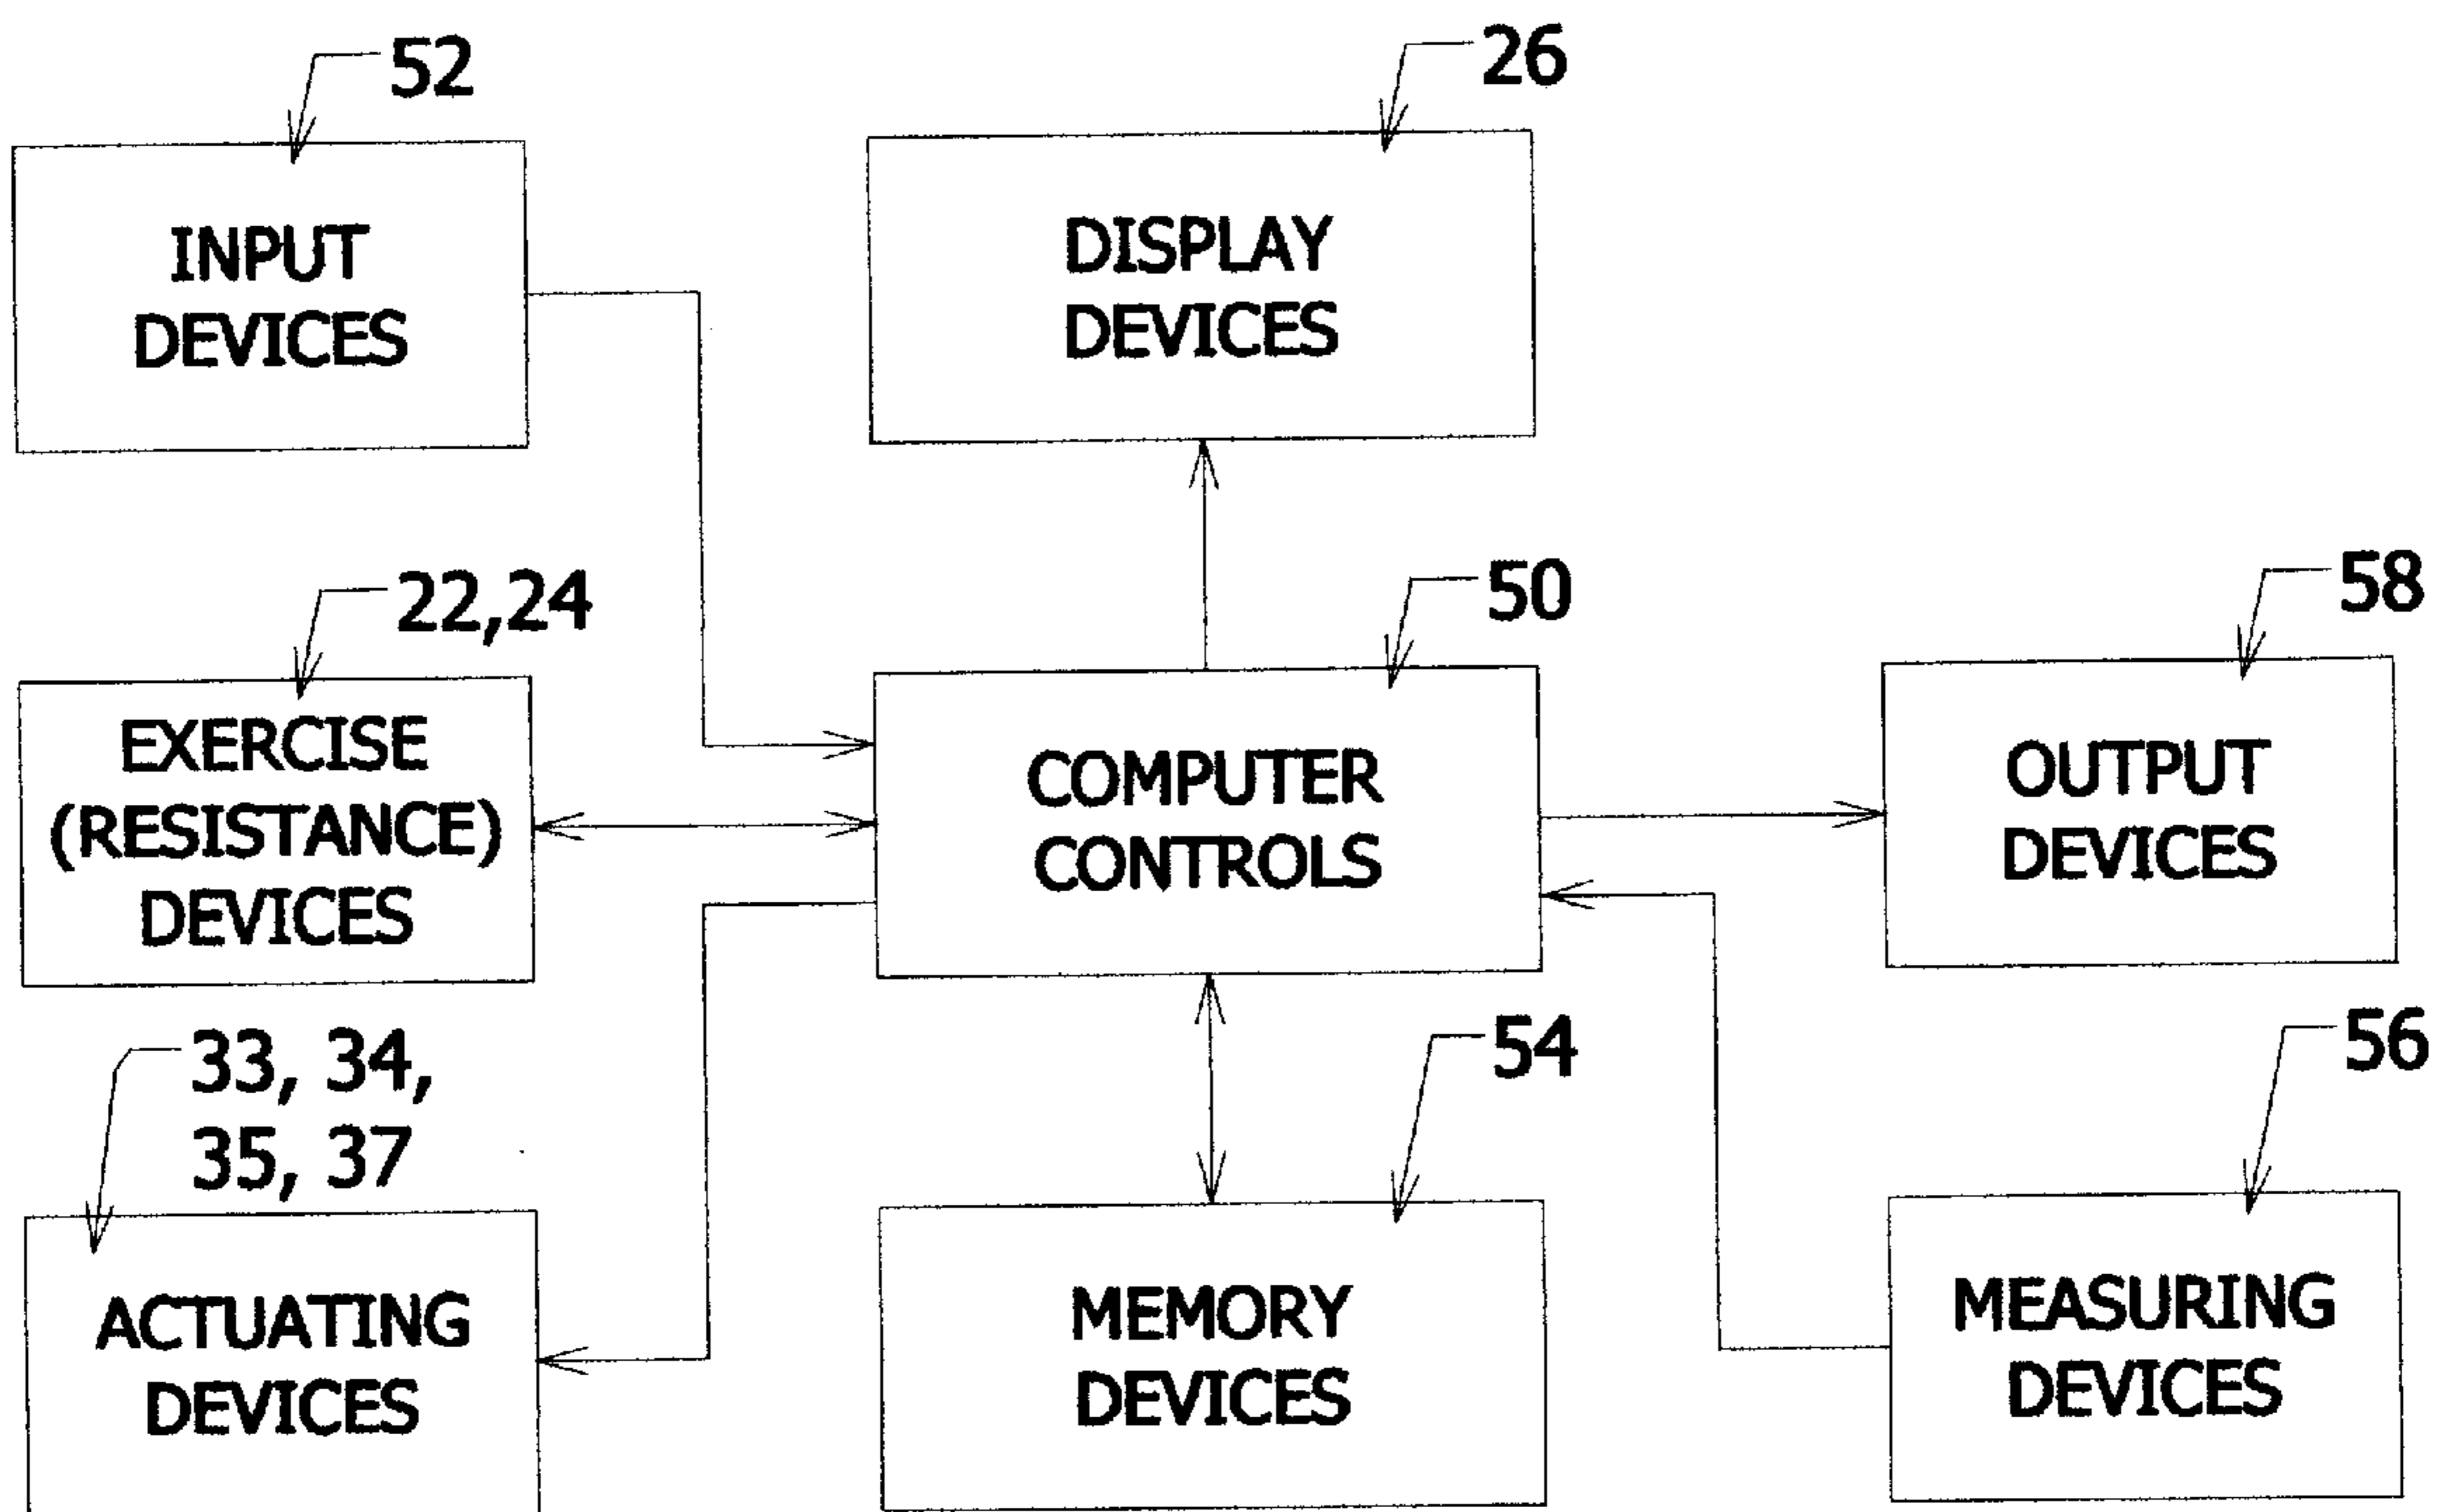 52
INPUT
DEVICES
26
DISPLAY
DEVICES
22,24
EXERCISE
(RESISTANCE)
DEVICES
50
COMPUTER
CONTROLS
58
OUTPUT
DEVICES
33, 34,
35, 37
ACTUATING
DEVICES
54
MEMORY
DEVICES
56
MEASURING
DEVICES